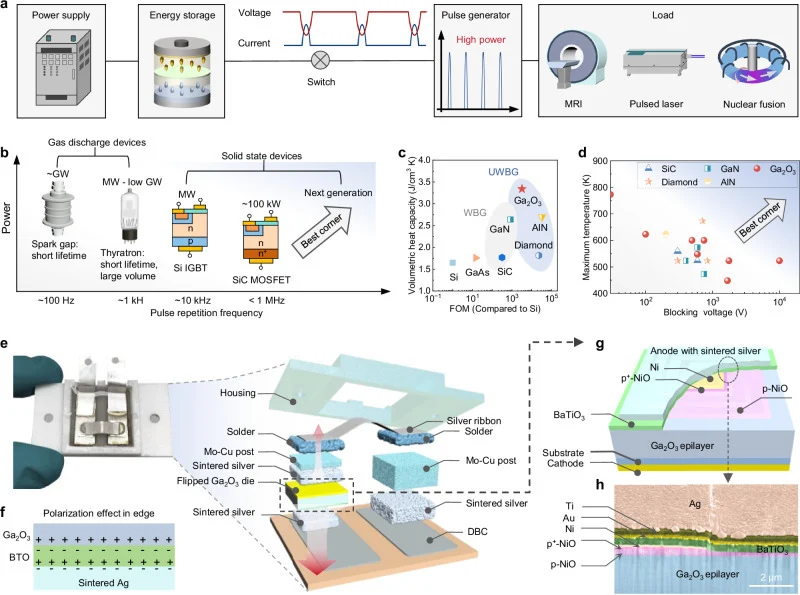 a
Power supply
Energy storage
Voltage
Current
Switch
Pulse generator
High power
Load
MRI
Pulsed laser
Nuclear fusion
b
Gas discharge devices
Solid state devices
~GW
MW - low GW
MW
~100 kW
Next generation
Best corner
Power
n
p
n
n⁺
Spark gap:
short lifetime
Thyratron:
short lifetime,
large volume
Si IGBT
SiC MOSFET
~100 Hz
~1 kH
~10 kHz
< 1 MHz
Pulse repetition frequency
c
Volumetric heat capacity (J/cm³ K)
4.0
3.5
3.0
2.5
2.0
1.5
1.0
UWBG
WBG
Ga₂O₃
GaN
AlN
Diamond
Si
GaAs
SiC
10⁻¹
10¹
10³
10⁵
FOM (Compared to Si)
d
Maximum temperature (K)
900
800
700
600
500
400
SiC
GaN
Ga₂O₃
Diamond
AlN
Best corner
10²
10³
10⁴
Blocking voltage (V)
e
Housing
Silver ribbon
Solder
Solder
Mo-Cu post
Sintered silver
Mo-Cu post
Flipped Ga₂O₃ die
Sintered silver
Sintered silver
DBC
f
Polarization effect in edge
Ga₂O₃
BTO
Sintered Ag
g
Anode with sintered silver
Ni
p⁺-NiO
p-NiO
BaTiO₃
Ga₂O₃ epilayer
Substrate
Cathode
h
Ag
Ti
Au
Ni
p⁺-NiO
BaTiO₃
p-NiO
Ga₂O₃ epilayer
2 μm